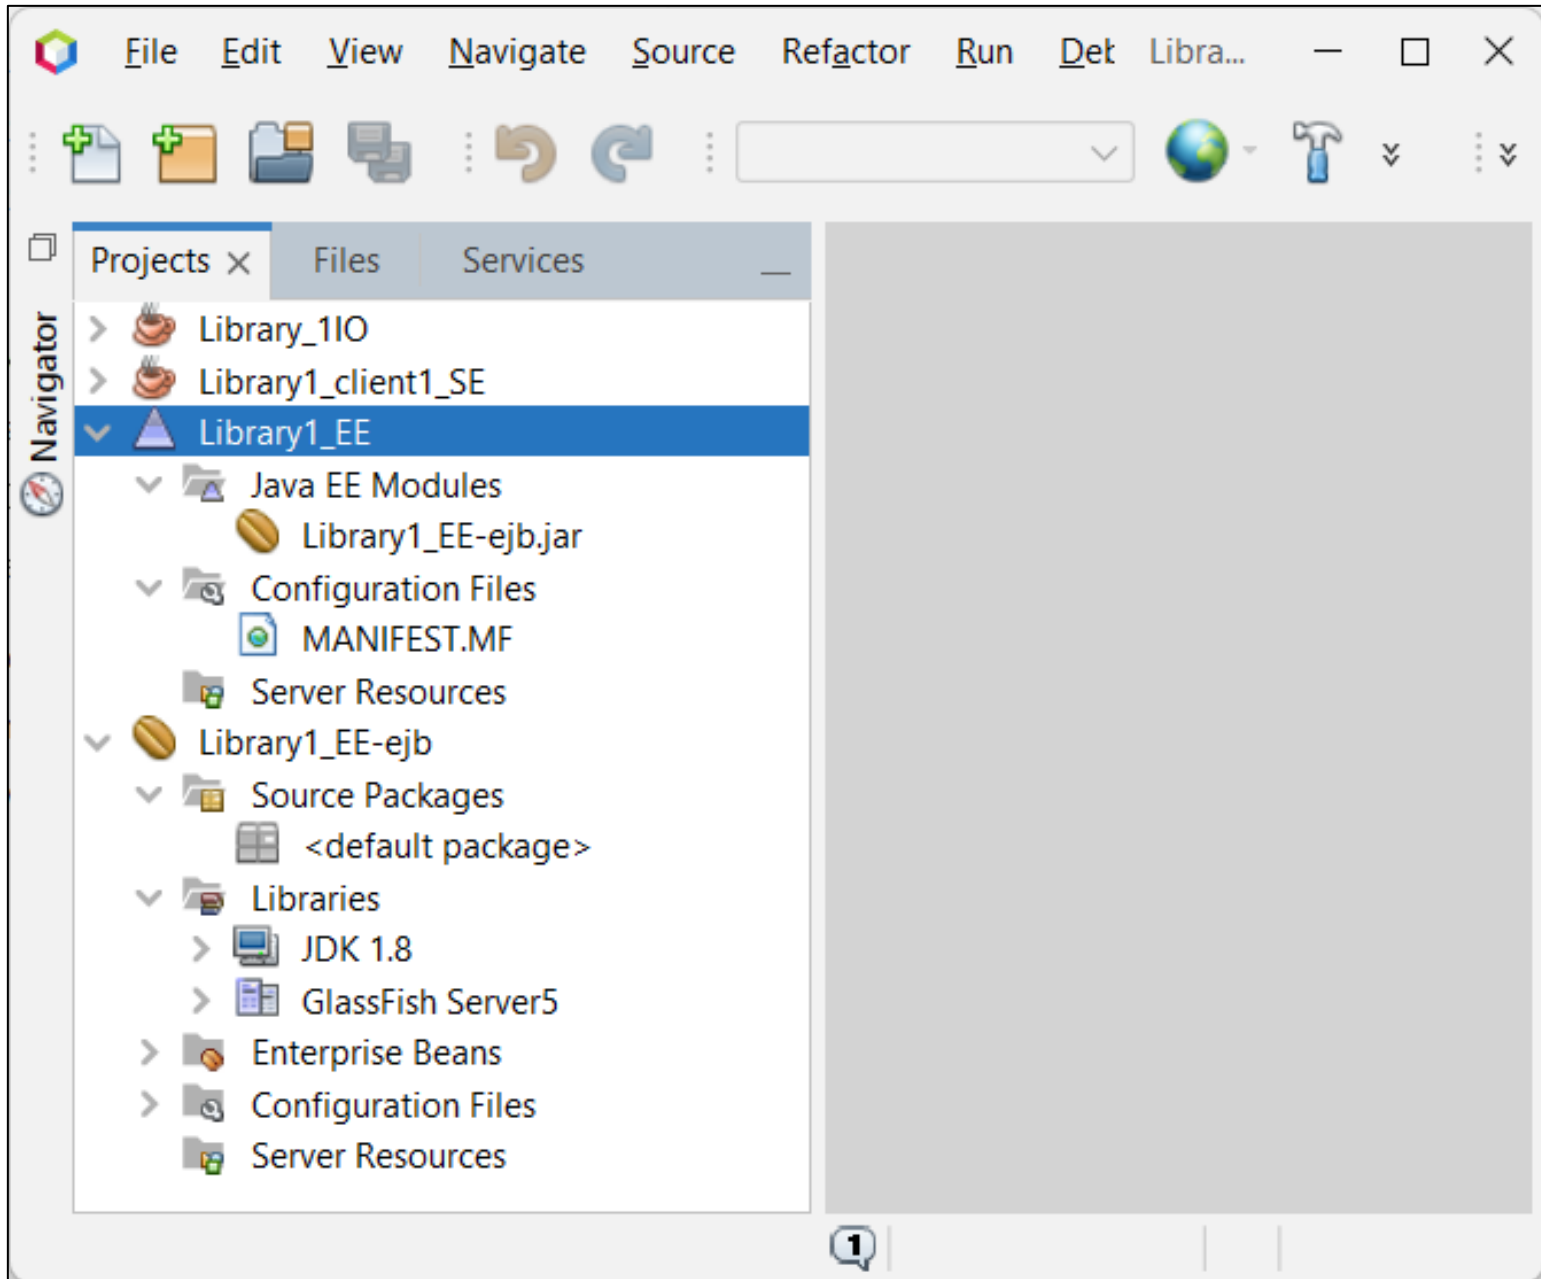 File Edit View Navigate Source Refactor Run Deb Libra...
Projects Files Services
Navigator
Library_1IO
Library1_client1_SE
Library1_EE
Java EE Modules
Library1_EE-ejb.jar
Configuration Files
MANIFEST.MF
Server Resources
Library1_EE-ejb
Source Packages
<default package>
Libraries
JDK 1.8
GlassFish Server5
Enterprise Beans
Configuration Files
Server Resources
1